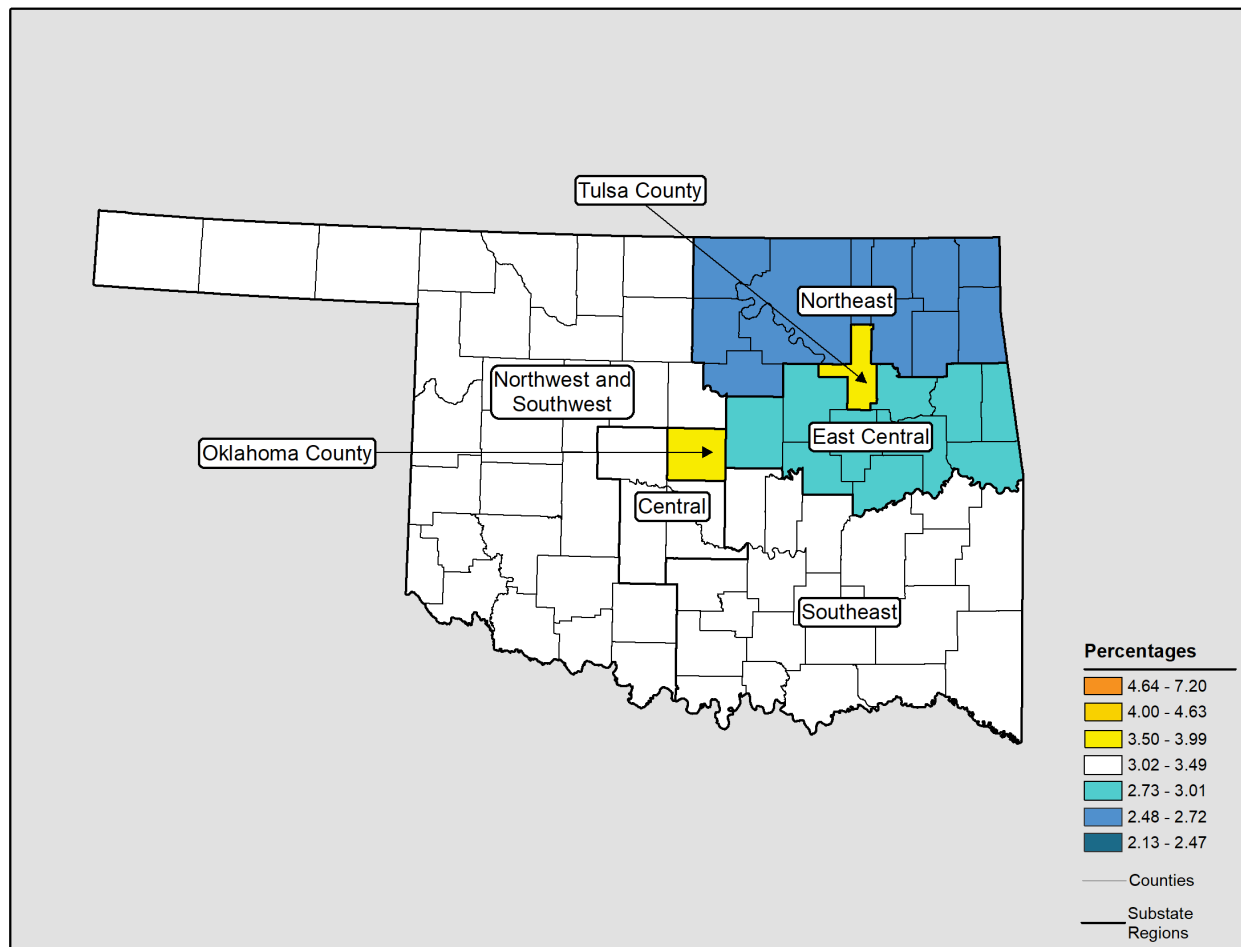 Tulsa County
Northeast
Northwest and
Southwest
East Central
Oklahoma County
Central
Southeast
Percentages
4.64 - 7.20
4.00 - 4.63
3.50 - 3.99
3.02 - 3.49
2.73 - 3.01
2.48 - 2.72
2.13 - 2.47
Counties
Substate
Regions